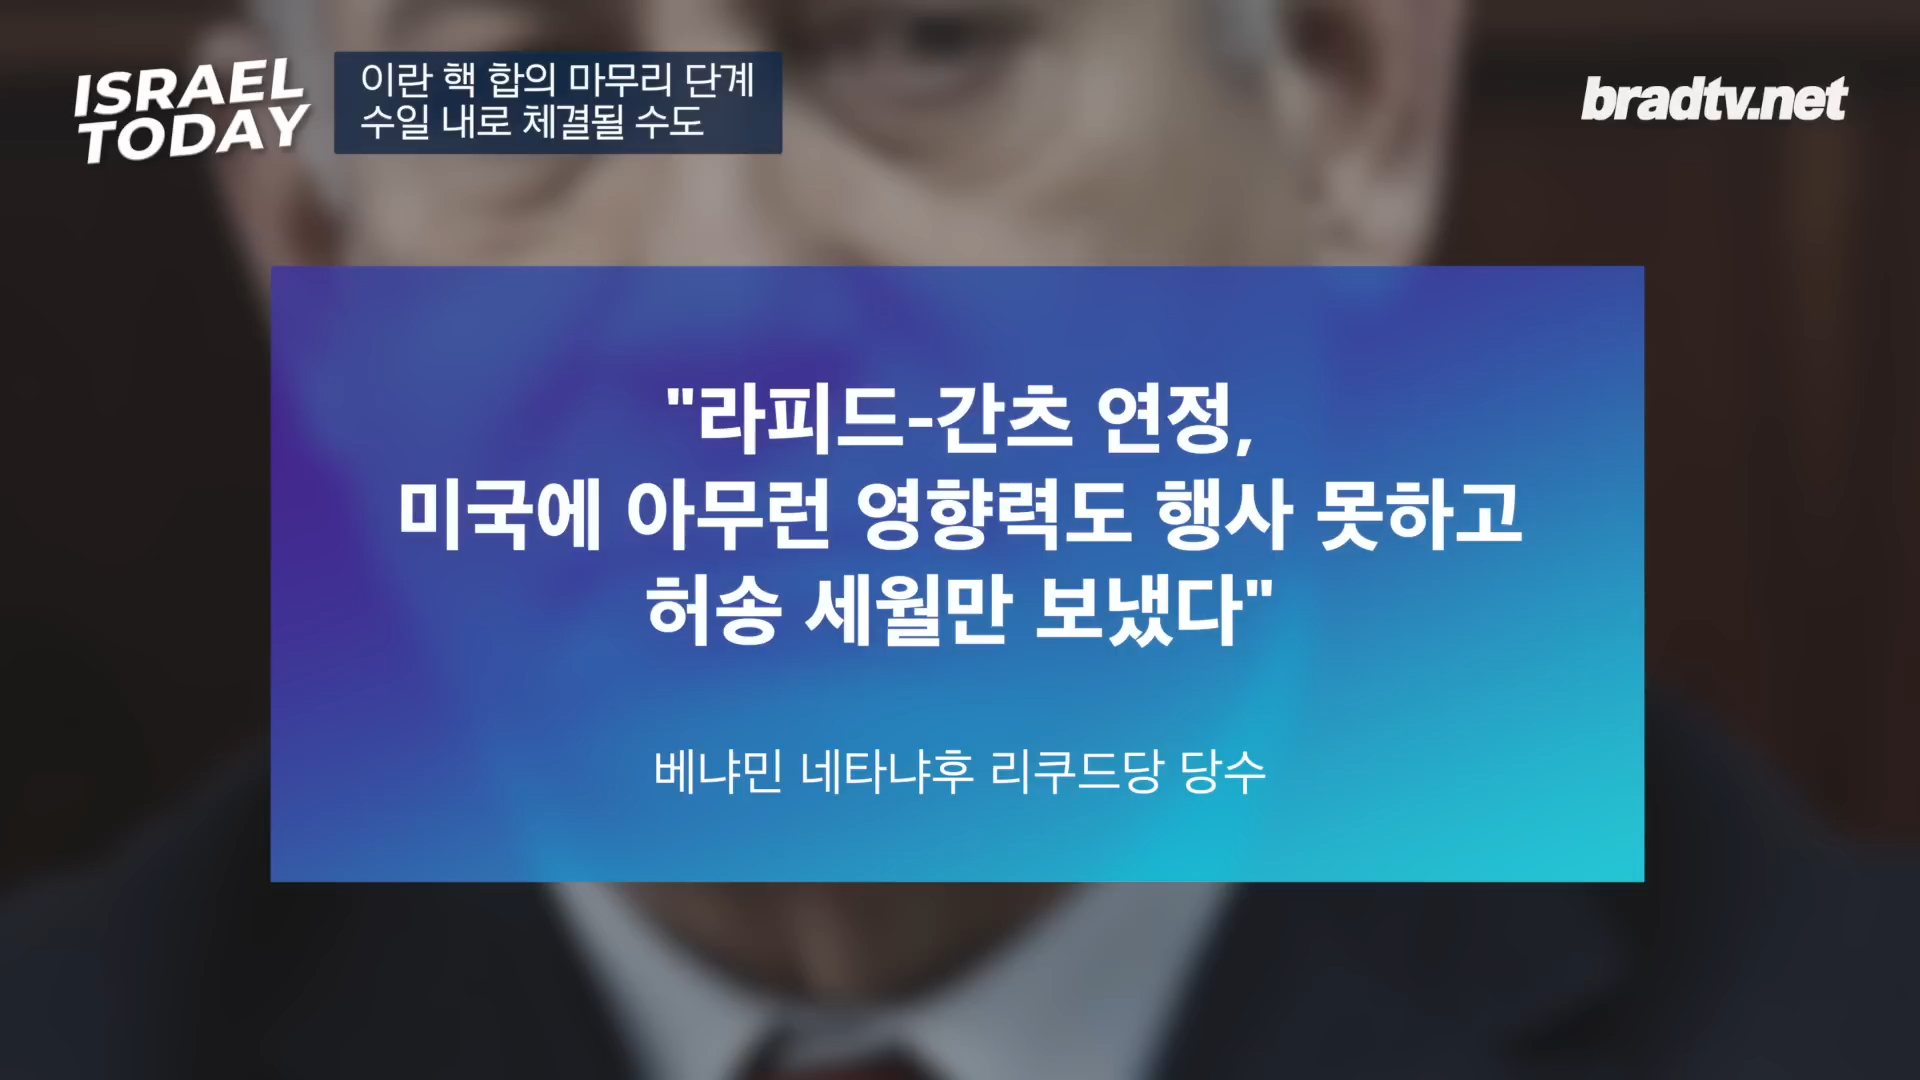 ISRAEL
TODAY
이란 핵 합의 마무리 단계
수일 내로 체결될 수도
bradtv.net
"라피드-간츠 연정,
미국에 아무런 영향력도 행사 못하고
허송 세월만 보냈다"
베냐민 네타냐후 리쿠드당 당수